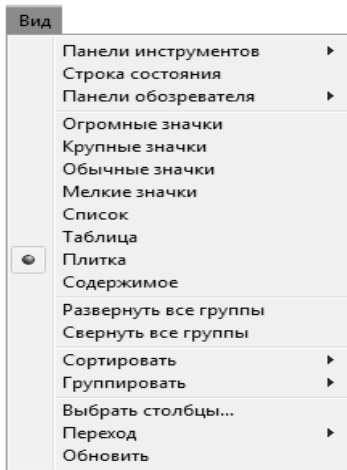 Вид
Панели инструментов
Строка состояния
Панели обозревателя
Огромные значки
Крупные значки
Обычные значки
Мелкие значки
Список
Таблица
Плитка
Содержимое
Развернуть все группы
Свернуть все группы
Сортировать
Группировать
Выбрать столбцы...
Переход
Обновить